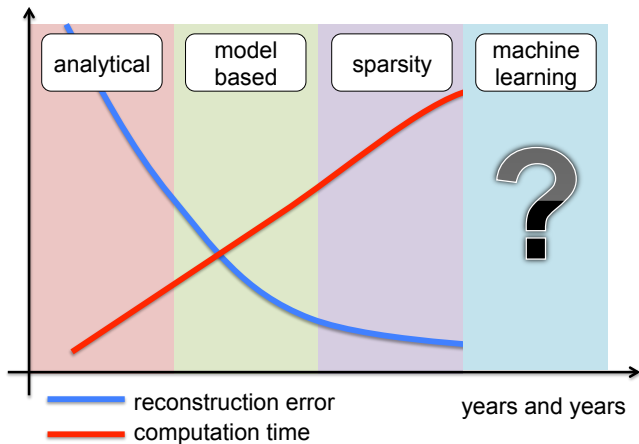 analytical
model
based
sparsity
machine
learning
?
reconstruction error
computation time
years and years